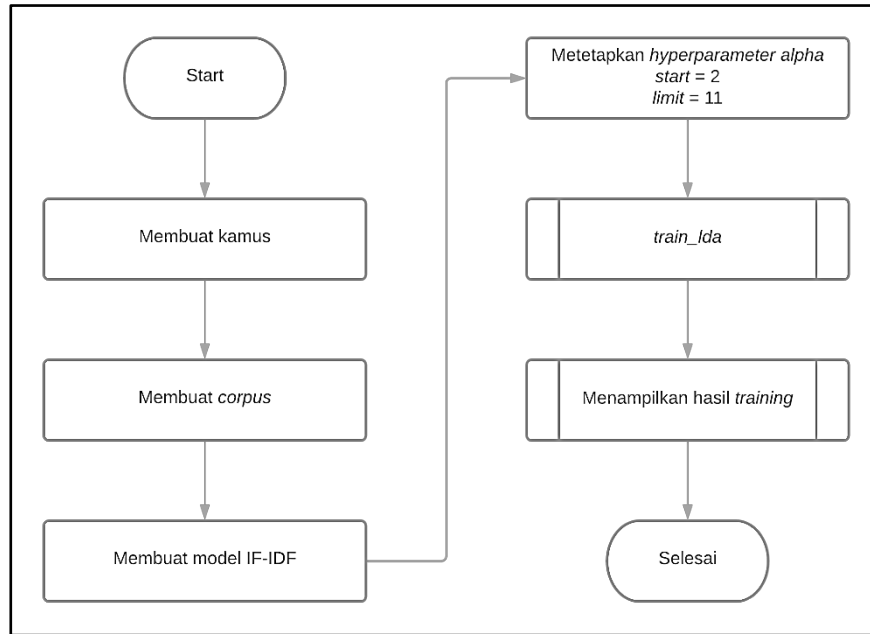 Start
Membuat kamus
Membuat corpus
Membuat model IF-IDF
Metetapkan hyperparameter alpha
start = 2
limit = 11
train_lda
Menampilkan hasil training
Selesai